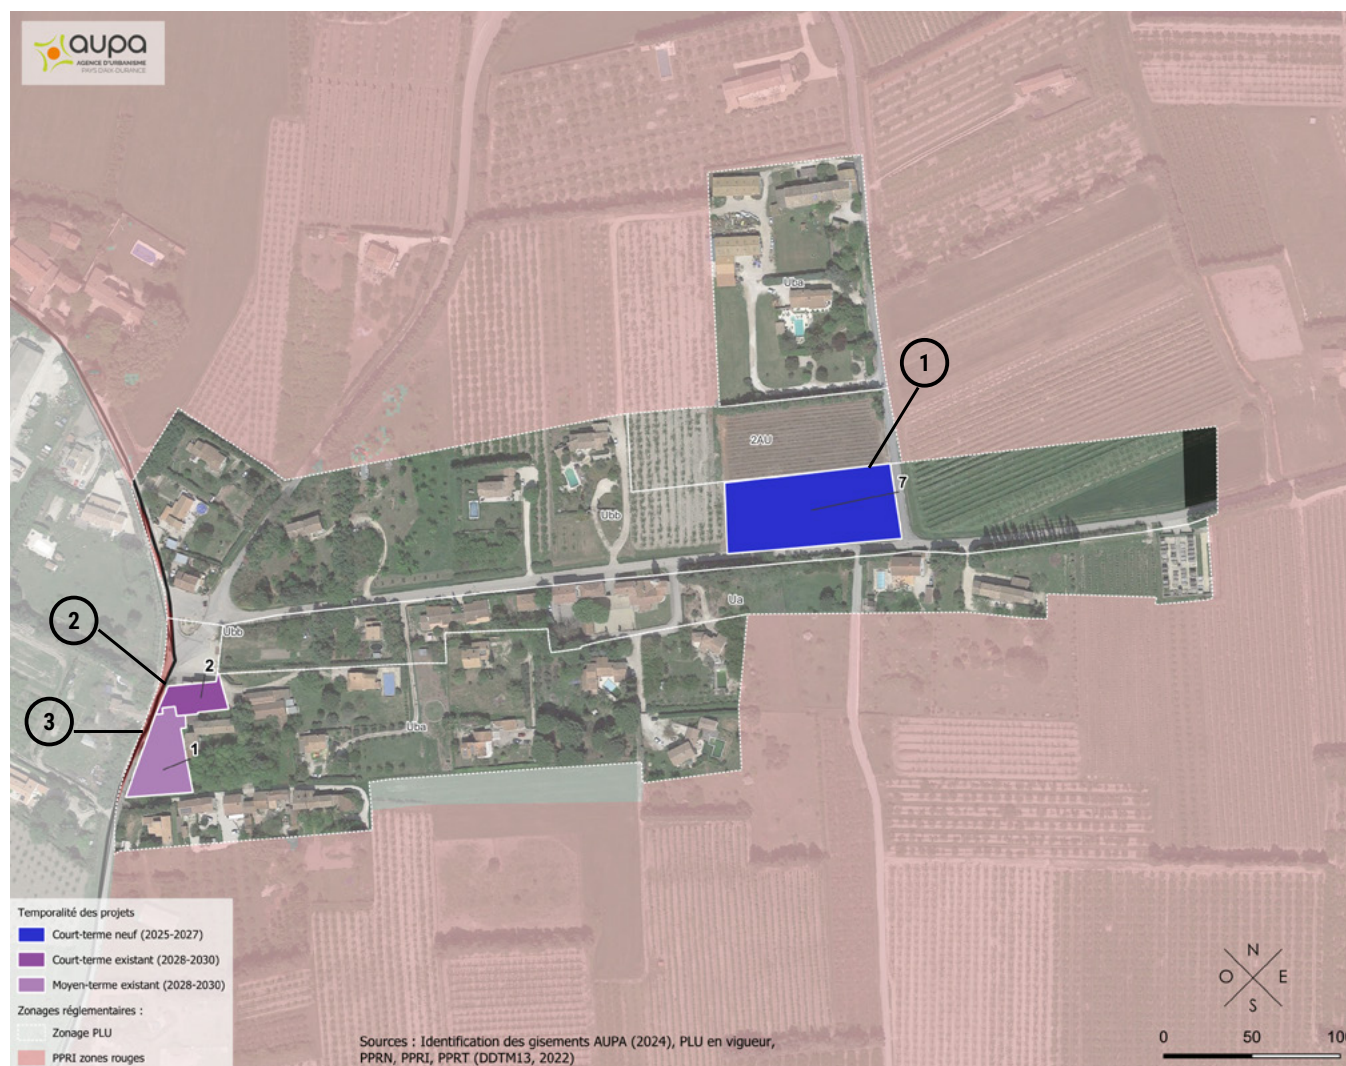 aupa
AGENCE D'URBANISME
PAYS D'AIX-DURANCE
Uba
1
2AU
7
Ubb
Ua
2
Ubb
2
3
Uba
1
Temporalité des projets
Court-terme neuf (2025-2027)
Court-terme existant (2028-2030)
Moyen-terme existant (2028-2030)
Zonages réglementaires :
Zonage PLU
PPRI zones rouges
Sources : Identification des gisements AUPA (2024), PLU en vigueur,
PPRN, PPRI, PPRT (DDTM13, 2022)
N
O E
S
0 50 100